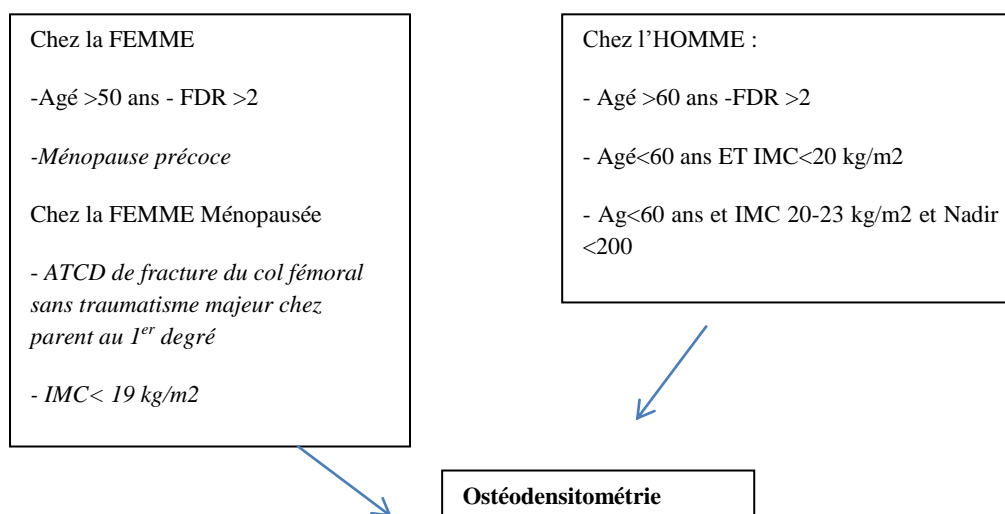 Chez la FEMME
-Agé >50 ans - FDR >2
-Ménopause précoce
Chez la FEMME Ménopausée
- ATCD de fracture du col fémoral
sans traumatisme majeur chez
parent au 1er degré
- IMC< 19 kg/m2
Chez l'HOMME :
- Agé >60 ans -FDR >2
- Agé<60 ans ET IMC<20 kg/m2
- Ag<60 ans et IMC 20-23 kg/m2 et Nadir
<200
Ostéodensitométrie